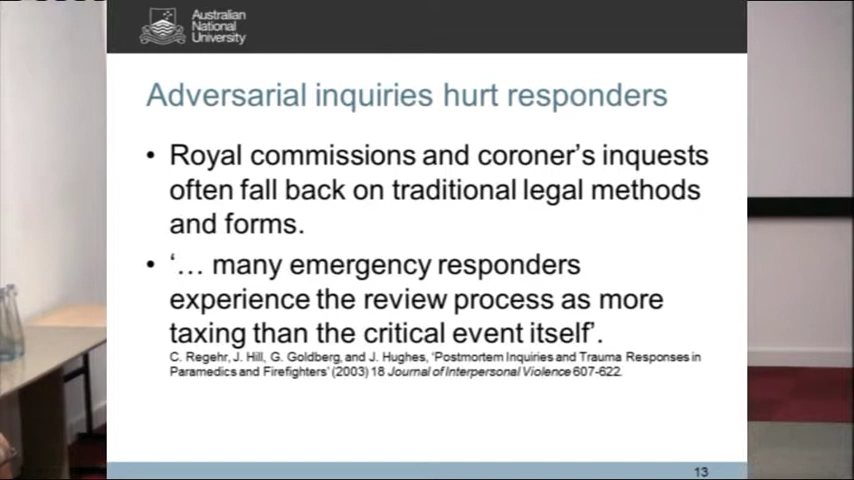 Australian
National
University
Adversarial inquiries hurt responders
• Royal commissions and coroner's inquests
often fall back on traditional legal methods
and forms.
• '… many emergency responders
experience the review process as more
taxing than the critical event itself'.
C. Regehr, J. Hill, G. Goldberg, and J. Hughes, 'Postmortem Inquiries and Trauma Responses in
Paramedics and Firefighters' (2003) 18 Journal of Interpersonal Violence 607-622.
13